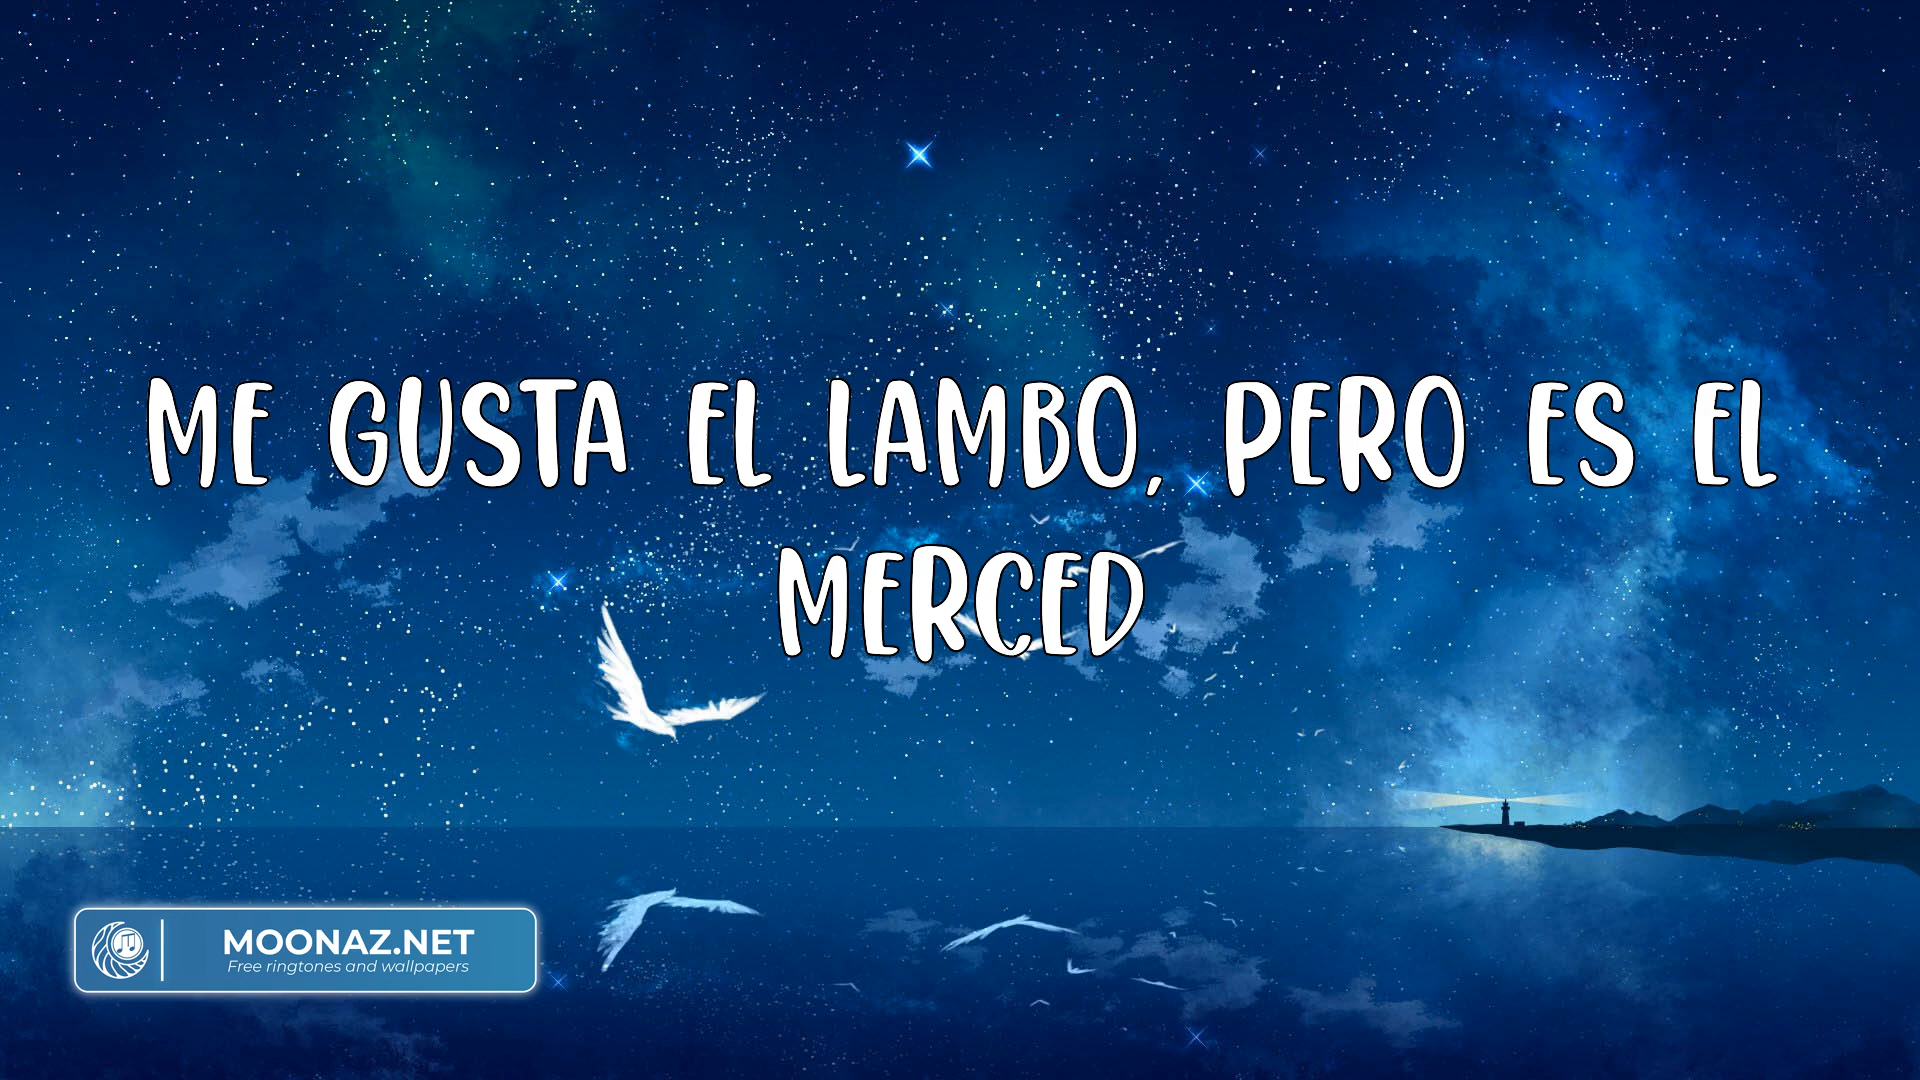 ME GUSTA EL LAMBO, PERO ES EL
MERCED
MOONAZ.NET
Free ringtones and wallpapers